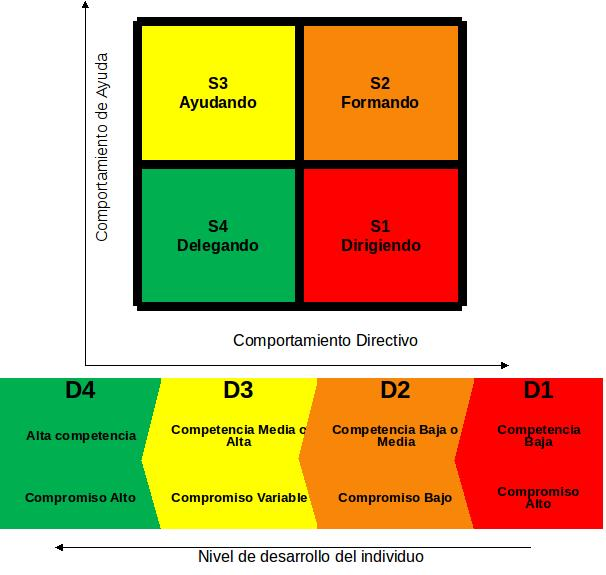 Comportamiento de Ayuda
S3
Ayudando
S2
Formando
S4
Delegando
S1
Dirigiendo
Comportamiento Directivo
D4
Alta competencia
Compromiso Alto
D3
Competencia Media o
Alta
Compromiso Variable
D2
Competencia Baja o
Media
Compromiso Bajo
D1
Competencia
Baja
Compromiso
Alto
Nivel de desarrollo del individuo